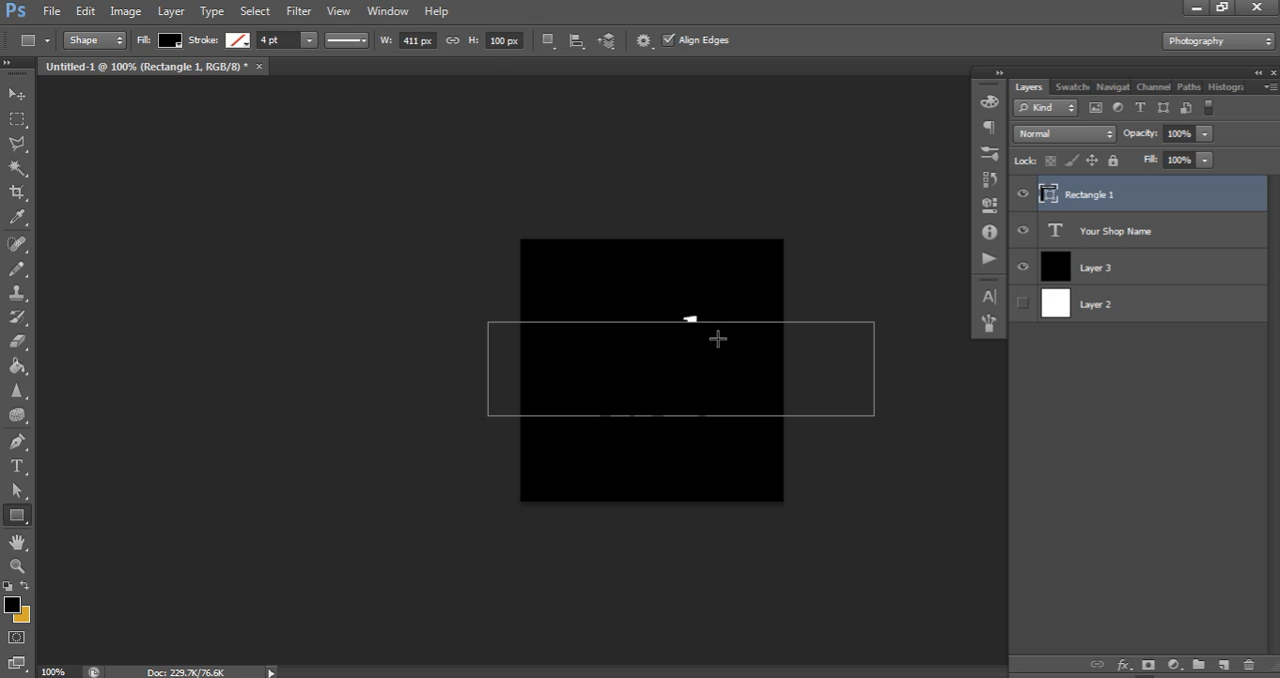 Ps File Edit Image Layer Type Select Filter View Window Help
Shape Fill: Stroke: 4 pt W: 411 px H: 100 px Align Edges Photography
Untitled-1 @ 100% (Rectangle 1, RGB/8) * ×
Layers Swatch Navigat Channel Paths Histogra
Kind
Normal Opacity: 100%
Lock: Fill: 100%
Rectangle 1
T Your Shop Name
Layer 3
Layer 2
100% Doc: 229.7K/76.6K